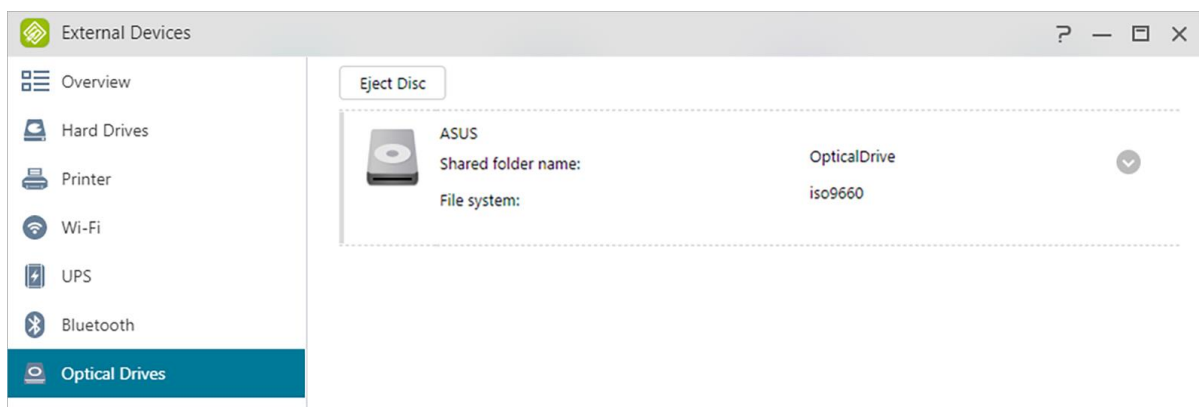 External Devices
Overview
Hard Drives
Printer
Wi-Fi
UPS
Bluetooth
Optical Drives
Eject Disc
ASUS
Shared folder name: OpticalDrive
File system: iso9660